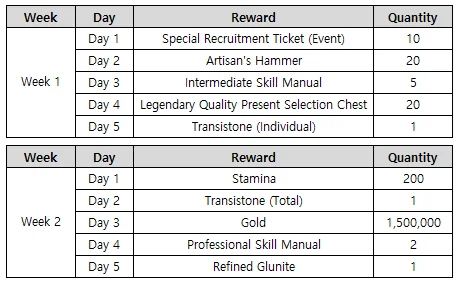 Week Day Reward Quantity
Day 1 Special Recruitment Ticket (Event) 10
Day 2 Artisan's Hammer 20
Week 1 Day 3 Intermediate Skill Manual 5
Day 4 Legendary Quality Present Selection Chest 20
Day 5 Transistone (Individual) 1
Week Day Reward Quantity
Day 1 Stamina 200
Day 2 Transistone (Total) 1
Week 2 Day 3 Gold 1,500,000
Day 4 Professional Skill Manual 2
Day 5 Refined Glunite 1